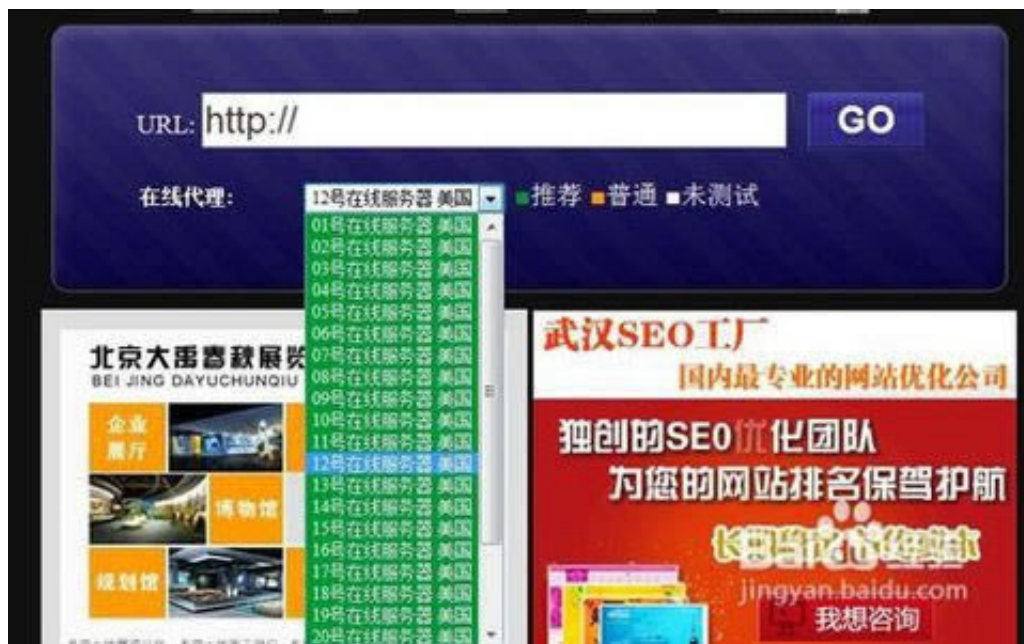 URL: http:// GO
在线代理: 12号在线服务器 美国 推荐 普通 未测试
01号在线服务器 美国
02号在线服务器 美国
03号在线服务器 美国
04号在线服务器 美国
05号在线服务器 美国
06号在线服务器 美国
07号在线服务器 美国
08号在线服务器 美国
09号在线服务器 美国
10号在线服务器 美国
11号在线服务器 美国
12号在线服务器 美国
13号在线服务器 美国
14号在线服务器 美国
15号在线服务器 美国
16号在线服务器 美国
17号在线服务器 美国
18号在线服务器 美国
19号在线服务器 美国
20号在线服务器 美国
北京大禹春秋展览
BEI JING DAYUCHUNQIU
企业
展厅
博物馆
规划馆
武汉SEO工厂
国内最专业的网站优化公司
独创的SEO优化团队
为您的网站排名保驾护航
Baidu经验
jingyan.baidu.com
我想咨询